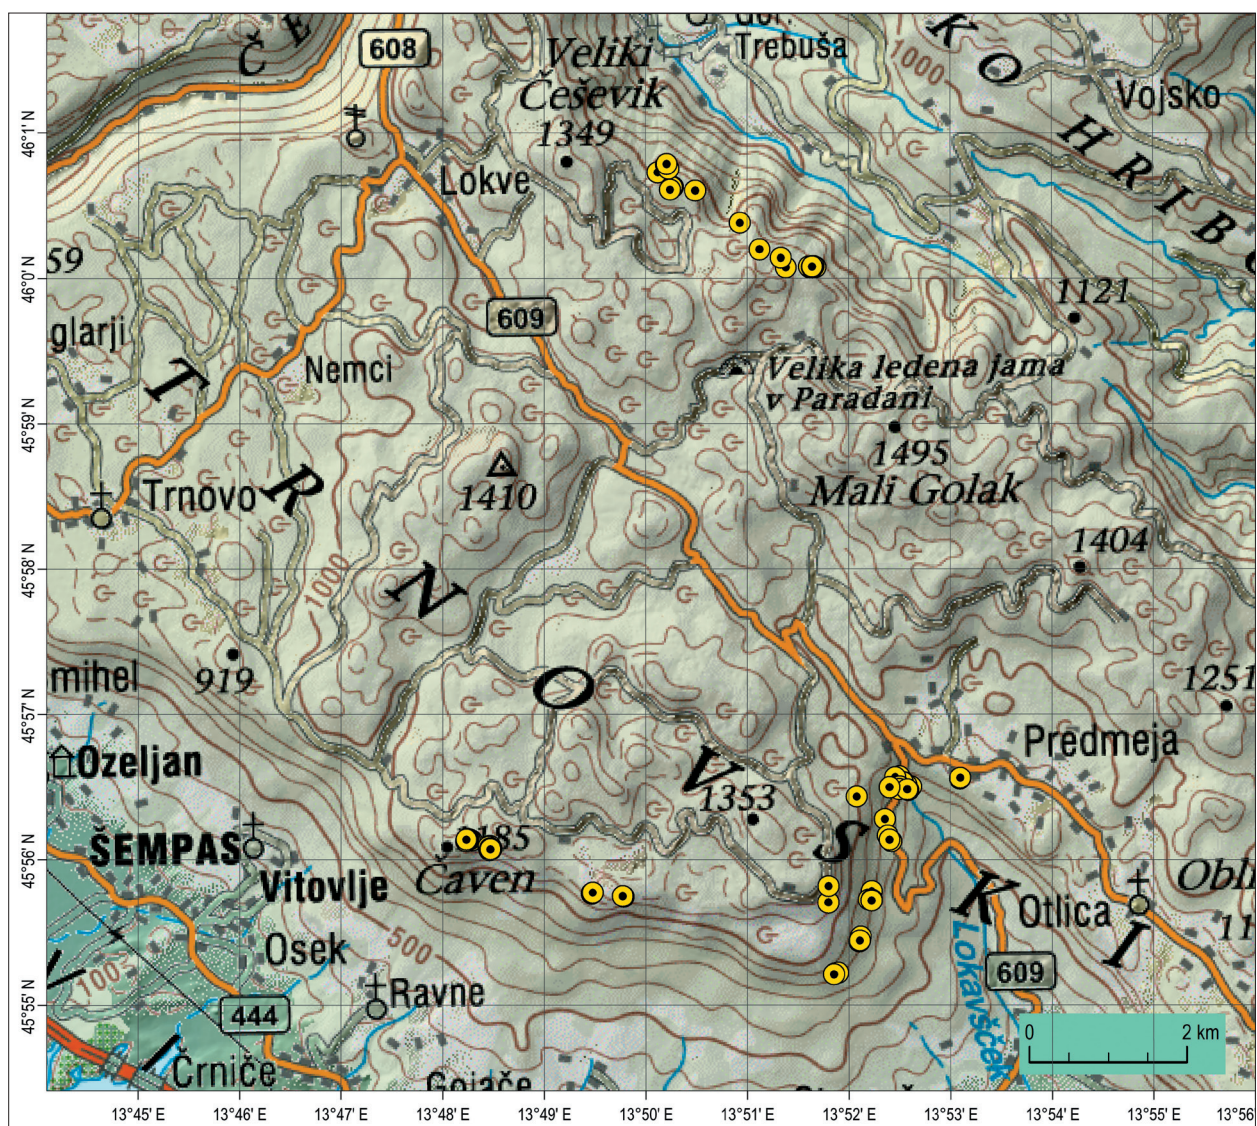 Č E
608
Veliki
Češevik
1349
Trebuša
1000
K O
Vojsko
H R I B
46°1' N
Lokve
59
46°0' N
609
1121
glarji
Nemci
Velika ledena jama
v Paradani
T R N O V S K I
45°59' N
1495
Mali Golak
Trnovo
1410
1404
45°58' N
1000
mihel
919
1251
45°57' N
Ozeljan
Predmeja
1353
ŠEMPAS
Čaven
45°56' N
Vitovlje
Otlica
Osek
500
Lokavšček
100
Ravne
609
45°55' N
444
0 2 km
Črniče
Gojače
13°45' E 13°46' E 13°47' E 13°48' E 13°49' E 13°50' E 13°51' E 13°52' E 13°53' E 13°54' E 13°55' E